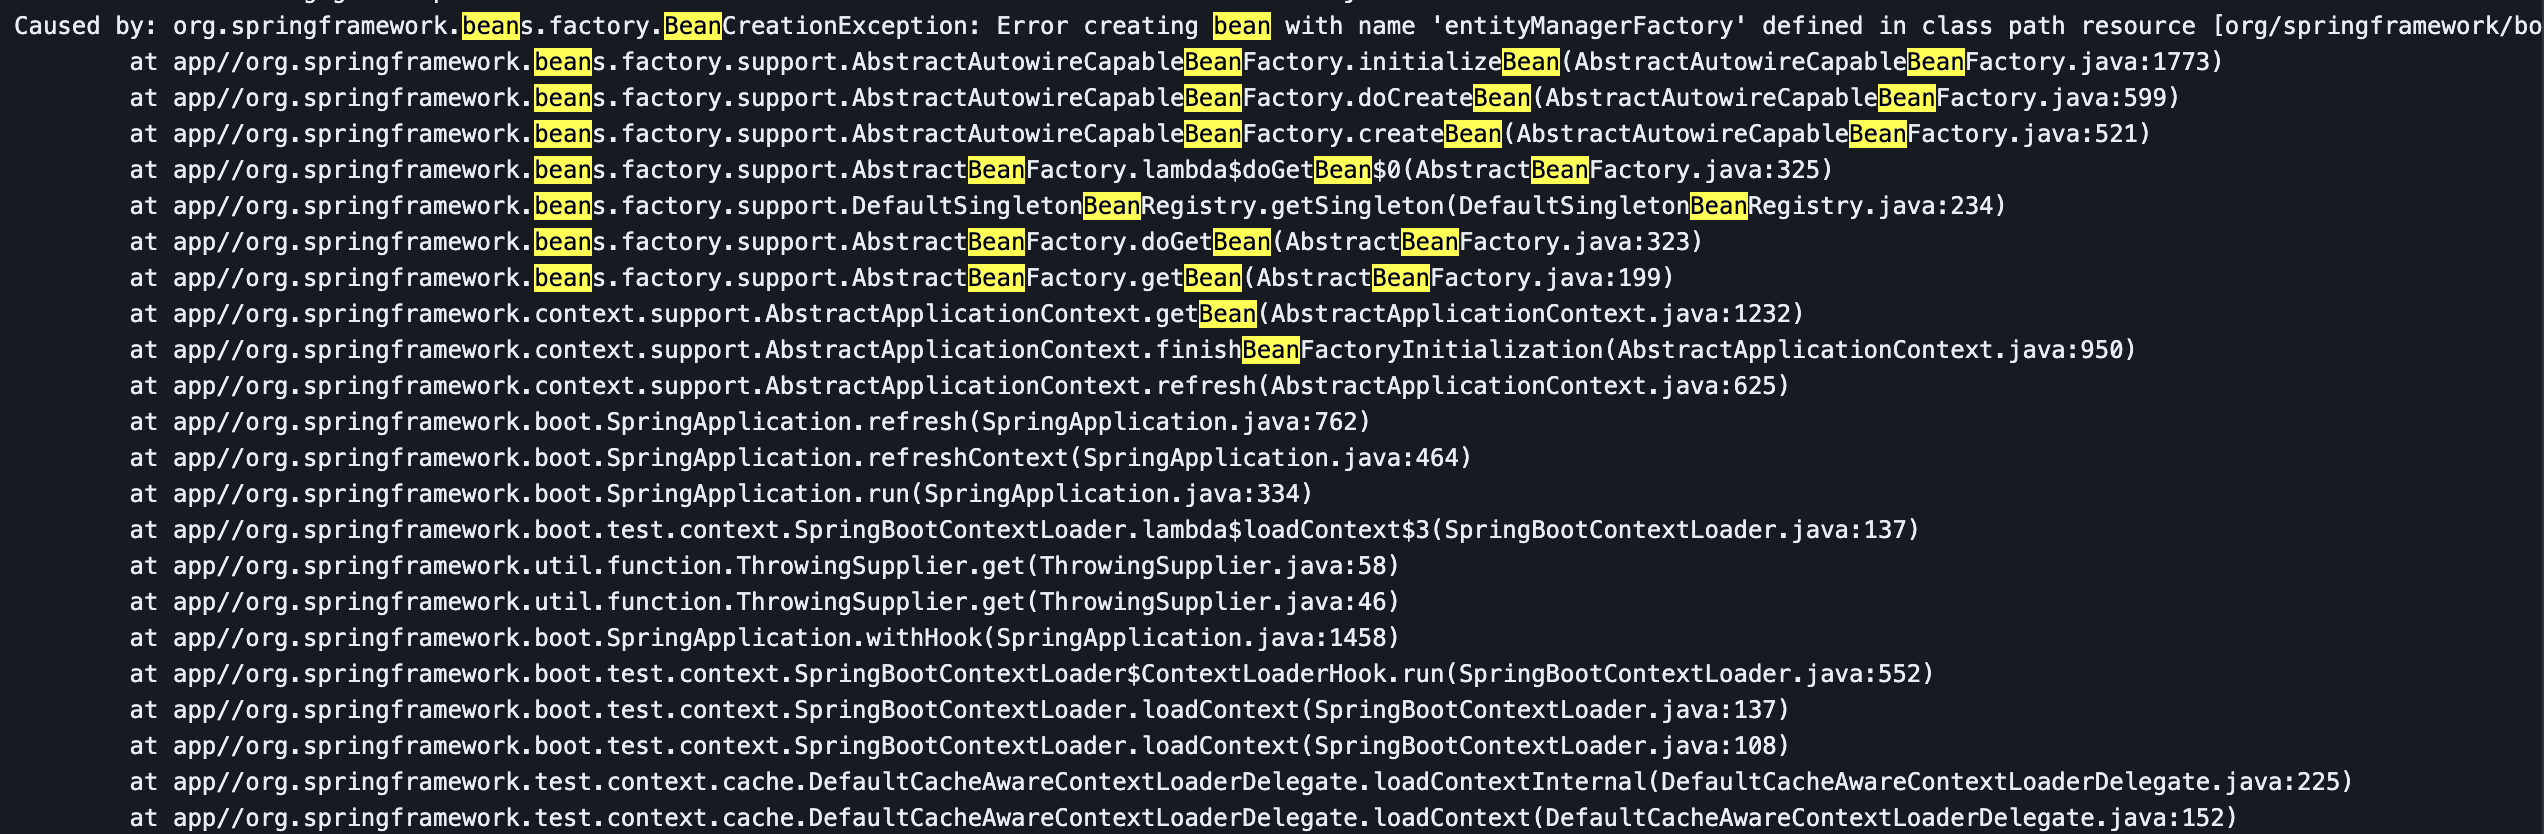 Caused by: org.springframework.beans.factory.BeanCreationException: Error creating bean with name 'entityManagerFactory' defined in class path resource [org/springframework/bo
at app//org.springframework.beans.factory.support.AbstractAutowireCapableBeanFactory.initializeBean(AbstractAutowireCapableBeanFactory.java:1773)
at app//org.springframework.beans.factory.support.AbstractAutowireCapableBeanFactory.doCreateBean(AbstractAutowireCapableBeanFactory.java:599)
at app//org.springframework.beans.factory.support.AbstractAutowireCapableBeanFactory.createBean(AbstractAutowireCapableBeanFactory.java:521)
at app//org.springframework.beans.factory.support.AbstractBeanFactory.lambda$doGetBean$0(AbstractBeanFactory.java:325)
at app//org.springframework.beans.factory.support.DefaultSingletonBeanRegistry.getSingleton(DefaultSingletonBeanRegistry.java:234)
at app//org.springframework.beans.factory.support.AbstractBeanFactory.doGetBean(AbstractBeanFactory.java:323)
at app//org.springframework.beans.factory.support.AbstractBeanFactory.getBean(AbstractBeanFactory.java:199)
at app//org.springframework.context.support.AbstractApplicationContext.getBean(AbstractApplicationContext.java:1232)
at app//org.springframework.context.support.AbstractApplicationContext.finishBeanFactoryInitialization(AbstractApplicationContext.java:950)
at app//org.springframework.context.support.AbstractApplicationContext.refresh(AbstractApplicationContext.java:625)
at app//org.springframework.boot.SpringApplication.refresh(SpringApplication.java:762)
at app//org.springframework.boot.SpringApplication.refreshContext(SpringApplication.java:464)
at app//org.springframework.boot.SpringApplication.run(SpringApplication.java:334)
at app//org.springframework.boot.test.context.SpringBootContextLoader.lambda$loadContext$3(SpringBootContextLoader.java:137)
at app//org.springframework.util.function.ThrowingSupplier.get(ThrowingSupplier.java:58)
at app//org.springframework.util.function.ThrowingSupplier.get(ThrowingSupplier.java:46)
at app//org.springframework.boot.SpringApplication.withHook(SpringApplication.java:1458)
at app//org.springframework.boot.test.context.SpringBootContextLoader$ContextLoaderHook.run(SpringBootContextLoader.java:552)
at app//org.springframework.boot.test.context.SpringBootContextLoader.loadContext(SpringBootContextLoader.java:137)
at app//org.springframework.boot.test.context.SpringBootContextLoader.loadContext(SpringBootContextLoader.java:108)
at app//org.springframework.test.context.cache.DefaultCacheAwareContextLoaderDelegate.loadContextInternal(DefaultCacheAwareContextLoaderDelegate.java:225)
at app//org.springframework.test.context.cache.DefaultCacheAwareContextLoaderDelegate.loadContext(DefaultCacheAwareContextLoaderDelegate.java:152)